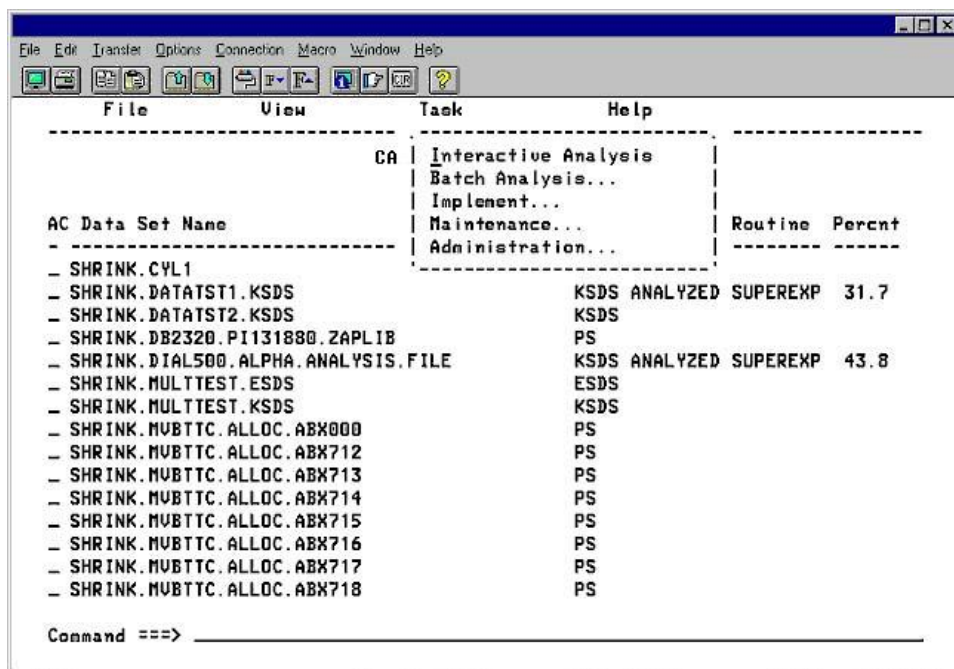 File Edit Transfer Options Connection Macro Window Help
File View Task Help
CA | Interactive Analysis |
| Batch Analysis... |
| Implement... |
AC Data Set Name | Maintenance... | Routine Percnt
| Administration... |
_ SHRINK.CYL1
_ SHRINK.DATATST1.KSDS KSDS ANALYZED SUPEREXP 31.7
_ SHRINK.DATATST2.KSDS KSDS
_ SHRINK.DB2320.PI131880.ZAPLIB PS
_ SHRINK.DIAL500.ALPHA.ANALYSIS.FILE KSDS ANALYZED SUPEREXP 43.8
_ SHRINK.MULTTEST.ESDS ESDS
_ SHRINK.MULTTEST.KSDS KSDS
_ SHRINK.MVBTTC.ALLOC.ABX000 PS
_ SHRINK.MVBTTC.ALLOC.ABX712 PS
_ SHRINK.MVBTTC.ALLOC.ABX713 PS
_ SHRINK.MVBTTC.ALLOC.ABX714 PS
_ SHRINK.MVBTTC.ALLOC.ABX715 PS
_ SHRINK.MVBTTC.ALLOC.ABX716 PS
_ SHRINK.MVBTTC.ALLOC.ABX717 PS
_ SHRINK.MVBTTC.ALLOC.ABX718 PS
Command ===>